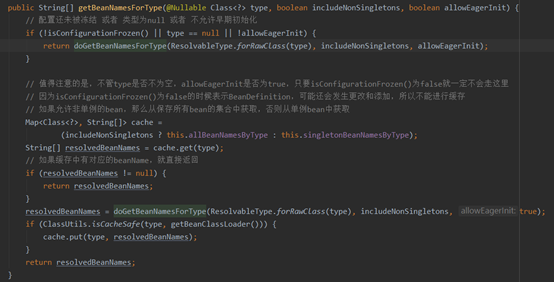 public String[] getBeanNamesForType(@Nullable Class<?> type, boolean includeNonSingletons, boolean allowEagerInit) {
// 配置还未被冻结 或者 类型为null 或者 不允许早期初始化
if (!isConfigurationFrozen() || type == null || !allowEagerInit) {
return doGetBeanNamesForType(ResolvableType.forRawClass(type), includeNonSingletons, allowEagerInit);
}
// 值得注意的是，不管type是否不为空，allowEagerInit是否为true，只要isConfigurationFrozen()为false就一定不会走这里
// 因为isConfigurationFrozen()为false的时候表示BeanDefinition，可能还会发生更改和添加，所以不能进行缓存
// 如果允许非单例的bean，那么从保存所有bean的集合中获取，否则从单例bean中获取
Map<Class<?>, String[]> cache =
(includeNonSingletons ? this.allBeanNamesByType : this.singletonBeanNamesByType);
String[] resolvedBeanNames = cache.get(type);
// 如果缓存中有对应的beanName，就直接返回
if (resolvedBeanNames != null) {
return resolvedBeanNames;
}
resolvedBeanNames = doGetBeanNamesForType(ResolvableType.forRawClass(type), includeNonSingletons, allowEagerInit: true);
if (ClassUtils.isCacheSafe(type, getBeanClassLoader())) {
cache.put(type, resolvedBeanNames);
}
return resolvedBeanNames;
}